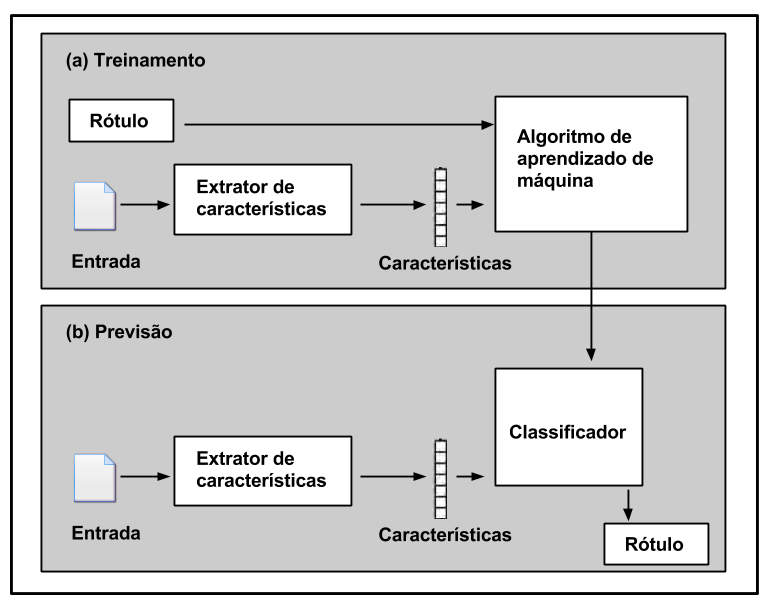 (a) Treinamento
Rótulo
Algoritmo de
aprendizado de
máquina
Extrator de
características
Entrada
Características
(b) Previsão
Classificador
Extrator de
características
Entrada
Características
Rótulo